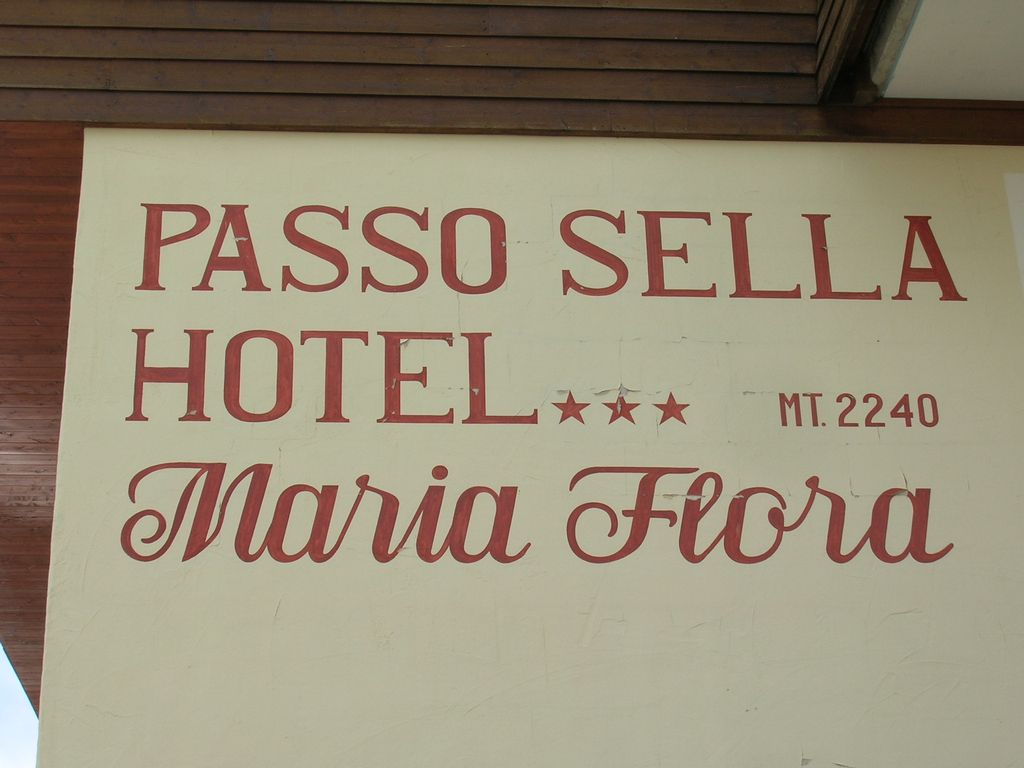 PASSO SELLA
HOTEL ★★★ MT. 2240
Maria Flora